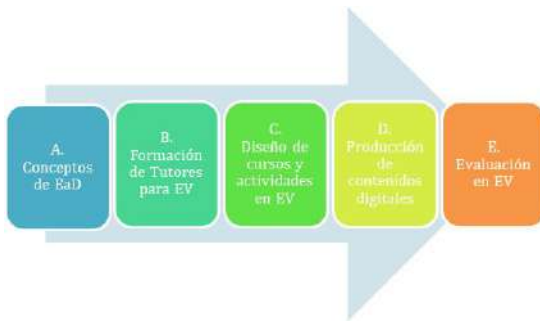 A.
Conceptos
de EaD
B.
Formación
de Tutores
para EV
C.
Diseño de
cursos y
actividades
en EV
D.
Producción
de
contenidos
digitales
E.
Evaluación
en EV